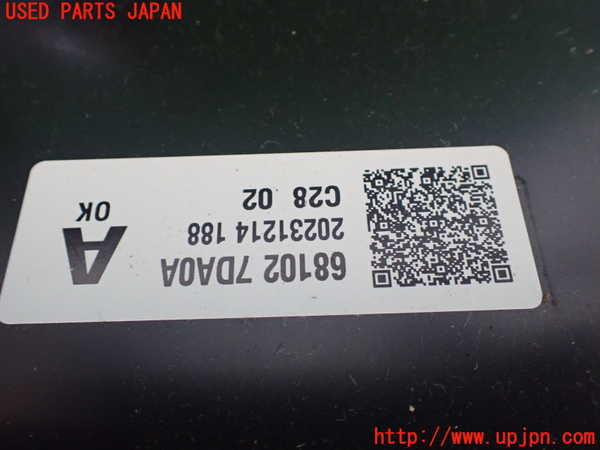 USED PARTS JAPAN
68102 7DA0A
20231214 188
C28 02
A
OK
http://www.upjpn.com/